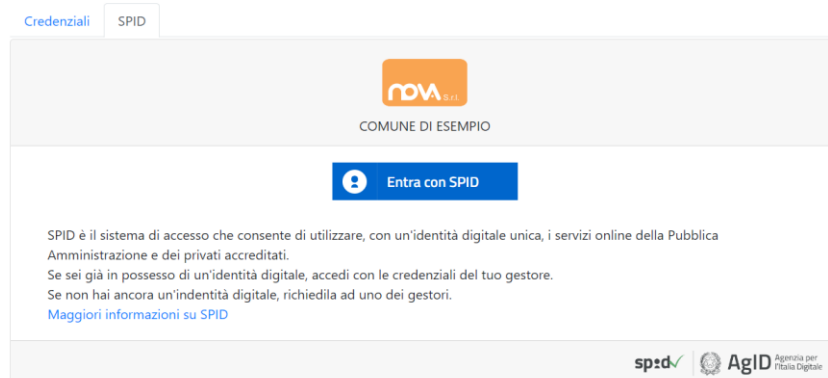 Credenziali SPID
NOVA S.r.l.
COMUNE DI ESEMPIO
Entra con SPID
SPID è il sistema di accesso che consente di utilizzare, con un'identità digitale unica, i servizi online della Pubblica
Amministrazione e dei privati accreditati.
Se sei già in possesso di un'identità digitale, accedi con le credenziali del tuo gestore.
Se non hai ancora un'indentità digitale, richiedila ad uno dei gestori.
Maggiori informazioni su SPID
spid AgID Agenzia per
l'Italia Digitale